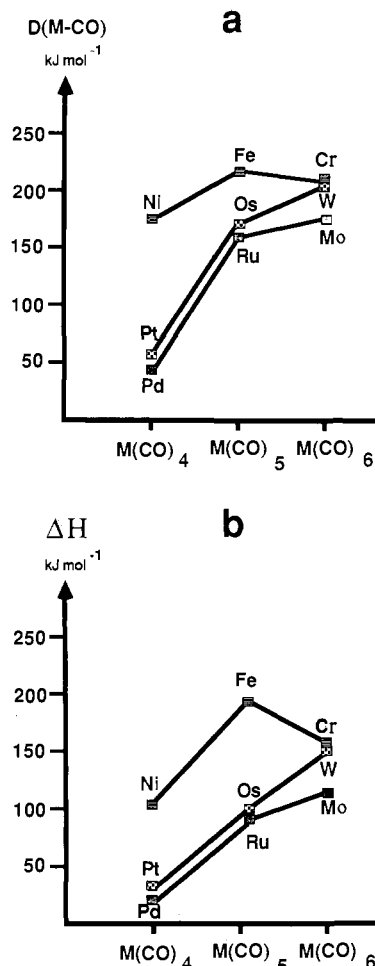 a
D(M-CO)
kJ mol⁻¹
250
200
150
100
50
Ni
Fe
Cr
Os
W
Ru
Mo
Pt
Pd
M(CO)₄ M(CO)₅ M(CO)₆
b
ΔH
kJ mol⁻¹
250
200
150
100
50
Fe
Ni
Cr
W
Os
Mo
Ru
Pt
Pd
M(CO)₄ M(CO)₅ M(CO)₆